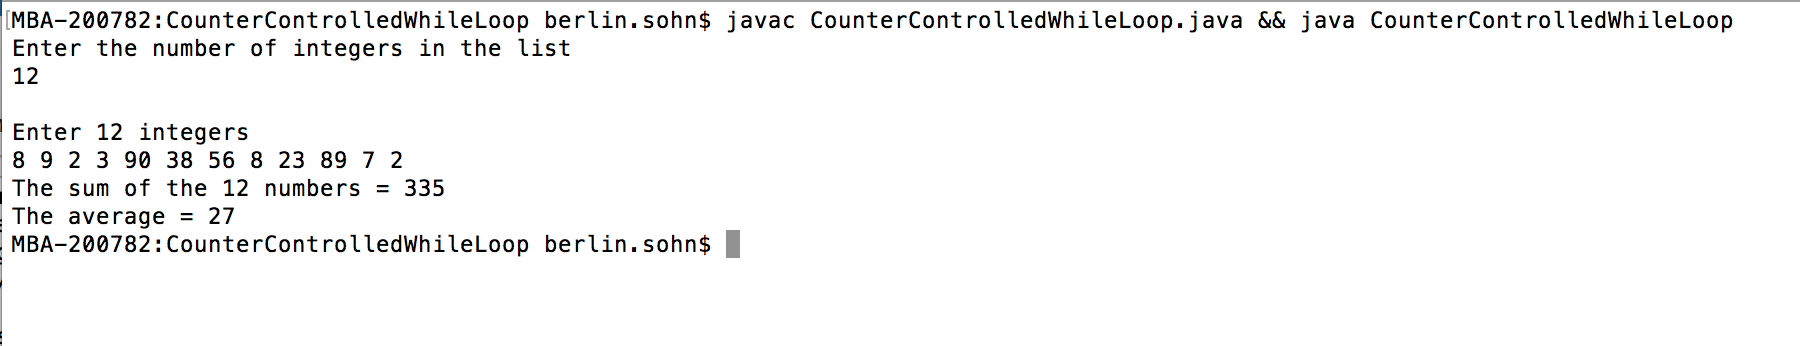 [MBA-200782:CounterControlledWhileLoop berlin.sohn$ javac CounterControlledWhileLoop.java && java CounterControlledWhileLoop
Enter the number of integers in the list
12
Enter 12 integers
8 9 2 3 90 38 56 8 23 89 7 2
The sum of the 12 numbers = 335
The average = 27
MBA-200782:CounterControlledWhileLoop berlin.sohn$